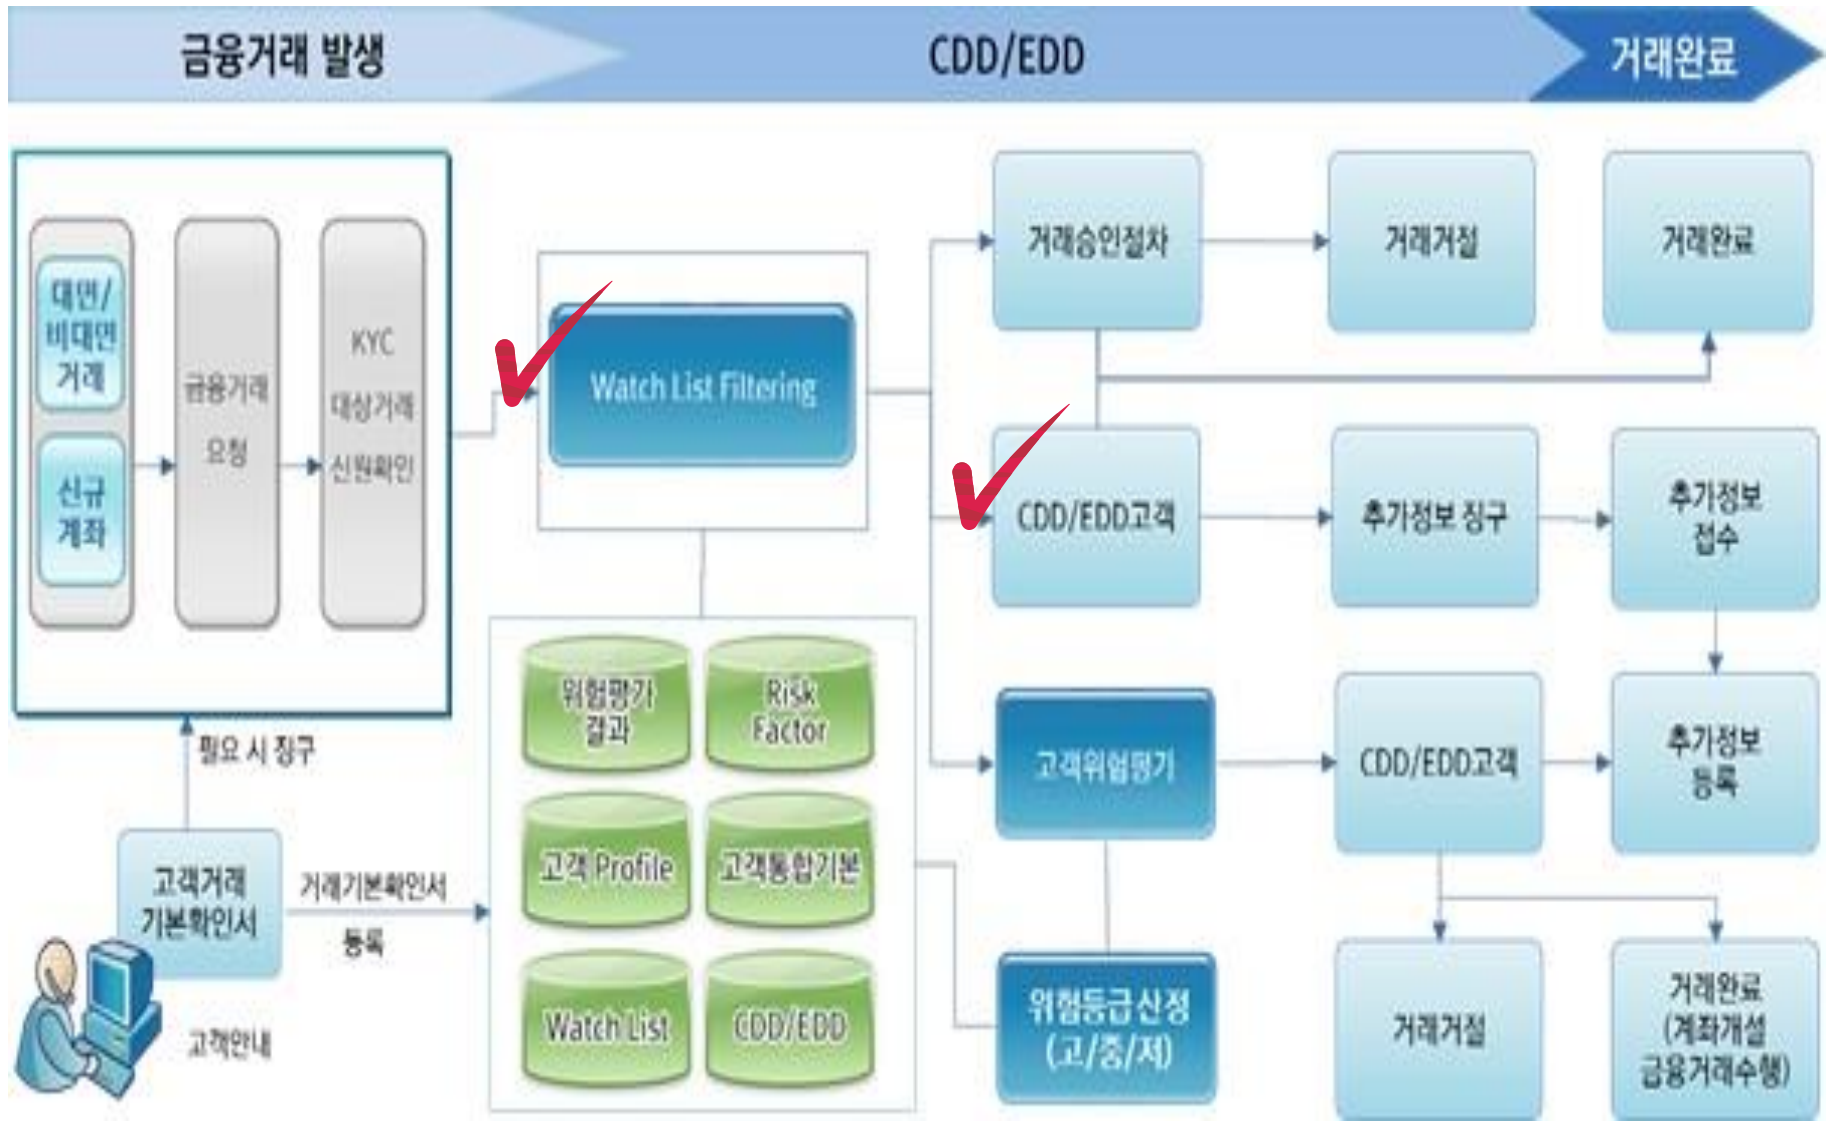 금융거래 발생
CDD/EDD
거래완료
대면/
비대면
거래
신규
계좌
금융거래
요청
KYC
대상거래
신원확인
Watch List Filtering
거래승인절차
거래거절
거래완료
CDD/EDD고객
추가정보 징구
추가정보
접수
위험평가
결과
Risk
Factor
고객 Profile
고객통합기본
Watch List
CDD/EDD
고객위험평가
CDD/EDD고객
추가정보
등록
위험등급 산정
(고/중/저)
거래거절
거래완료
(계좌개설
금융거래수행)
필요 시 징구
고객거래
기본확인서
거래기본확인서
등록
고객안내